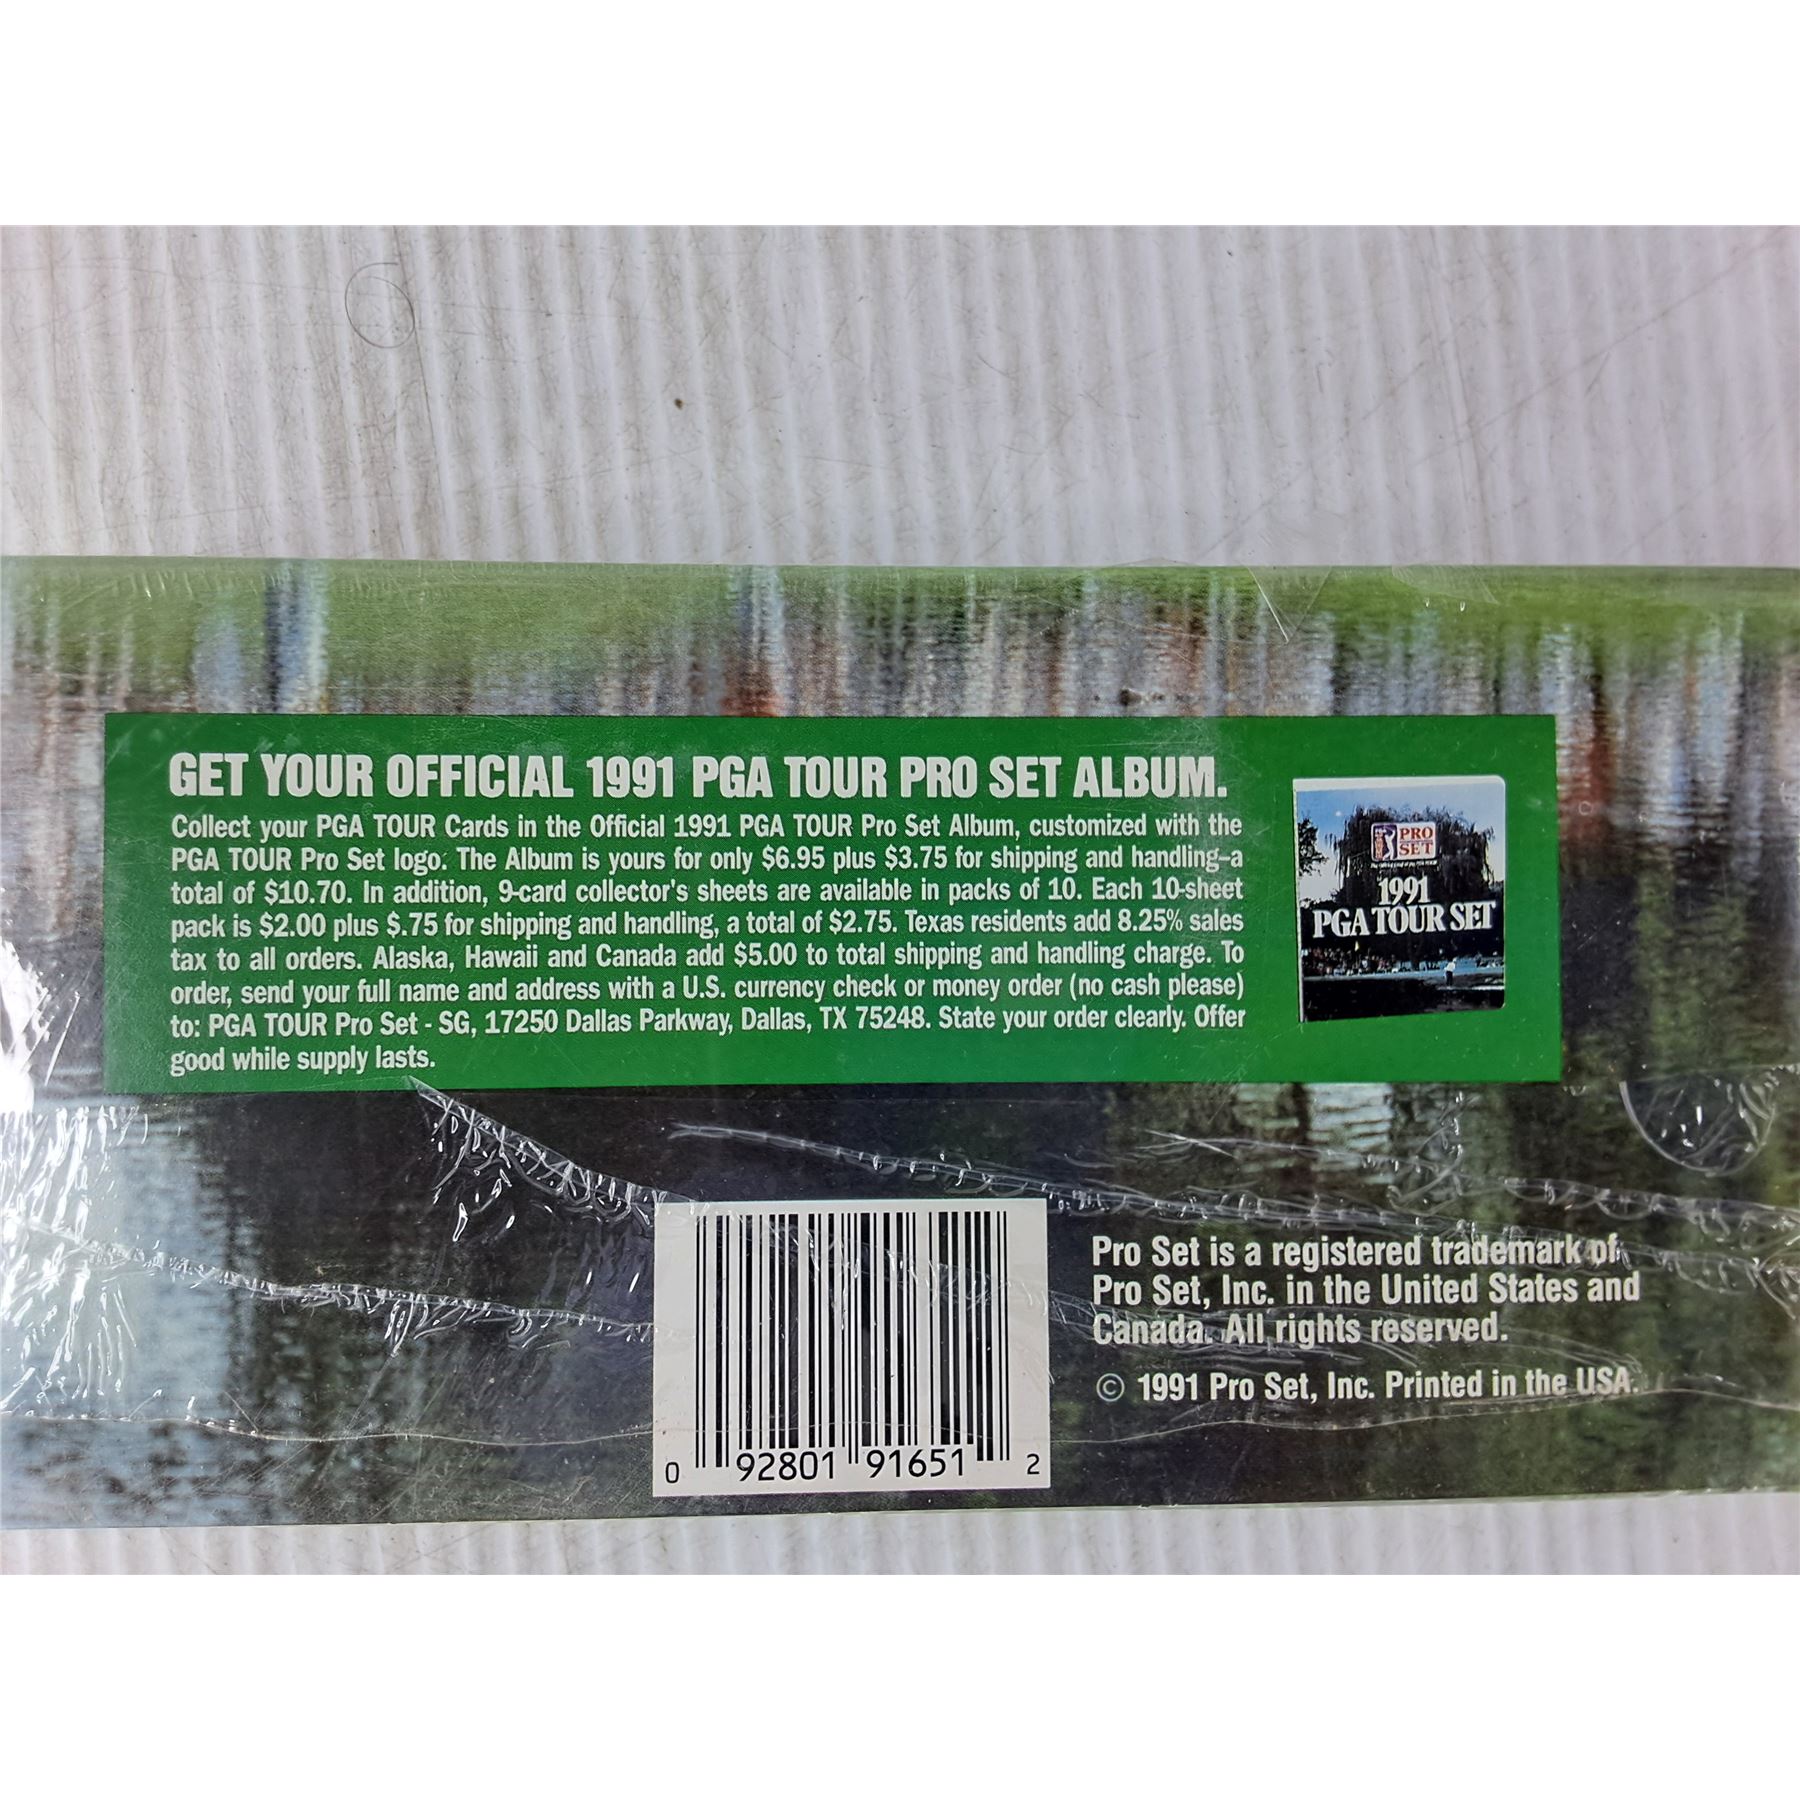 GET YOUR OFFICIAL 1991 PGA TOUR PRO SET ALBUM.
Collect your PGA TOUR Cards in the Official 1991 PGA TOUR Pro Set Album, customized with the
PGA TOUR Pro Set logo. The Album is yours for only $6.95 plus $3.75 for shipping and handling–a
total of $10.70. In addition, 9-card collector's sheets are available in packs of 10. Each 10-sheet
pack is $2.00 plus $.75 for shipping and handling, a total of $2.75. Texas residents add 8.25% sales
tax to all orders. Alaska, Hawaii and Canada add $5.00 to total shipping and handling charge. To
order, send your full name and address with a U.S. currency check or money order (no cash please)
to: PGA TOUR Pro Set - SG, 17250 Dallas Parkway, Dallas, TX 75248. State your order clearly. Offer
good while supply lasts.
PRO
SET
1991
PGA TOUR SET
Pro Set is a registered trademark of
Pro Set, Inc. in the United States and
Canada. All rights reserved.
© 1991 Pro Set, Inc. Printed in the USA.
0 92801 91651 2